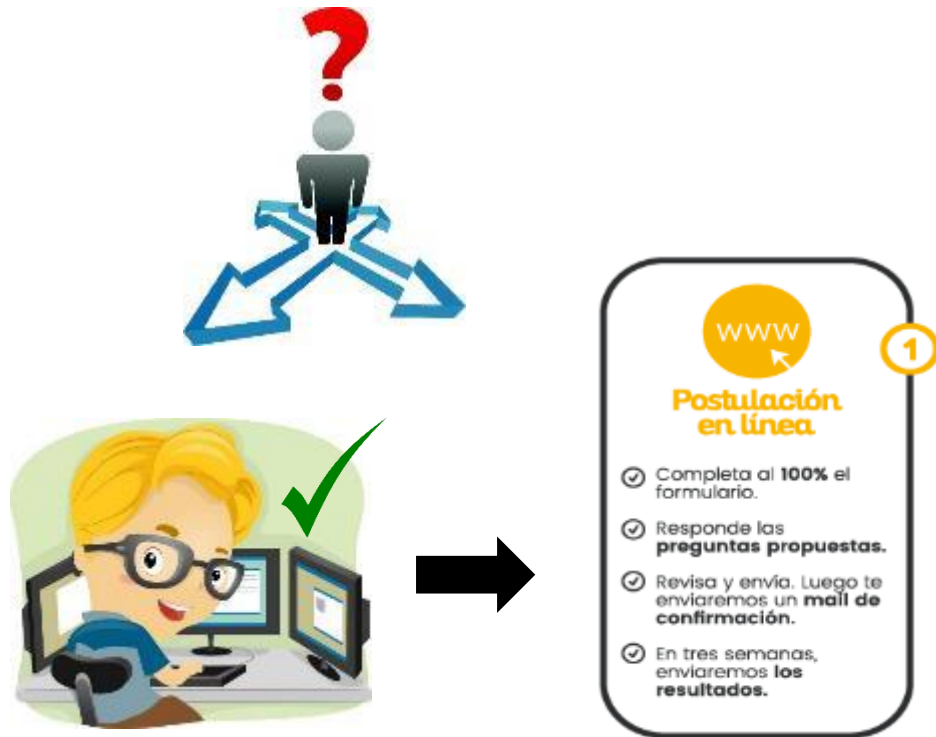 ?
www
1
Postulación
en línea
Completa al 100% el
formulario.
Responde las
preguntas propuestas.
Revisa y envía. Luego te
enviaremos un mail de
confirmación.
En tres semanas,
enviaremos los
resultados.